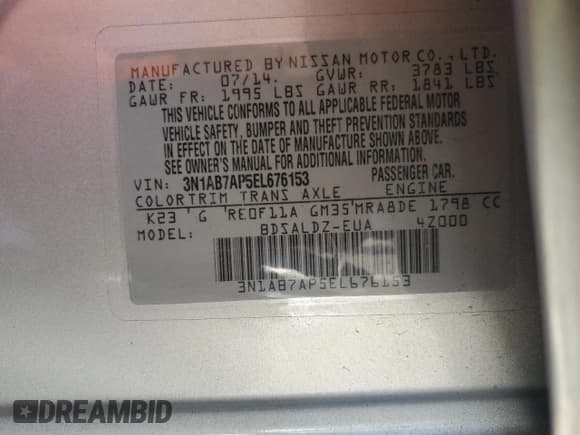 MANUFACTURED BY NISSAN MOTOR CO., LTD.
DATE: 07/14. GVWR: 3783 LBS.
GAWR FR: 1995 LBS GAWR RR: 1841 LBS
THIS VEHICLE CONFORMS TO ALL APPLICABLE FEDERAL MOTOR
VEHICLE SAFETY, BUMPER AND THEFT PREVENTION STANDARDS
IN EFFECT ON THE DATE OF MANUFACTURE SHOWN ABOVE.
SEE OWNER'S MANUAL FOR ADDITIONAL INFORMATION.
VIN: 3N1AB7AP5EL676153 PASSENGER CAR.
COLORTRIM TRANS AXLE ENGINE
K23 'G 'RE0F11A GM35'MRA8DE 1798 CC
MODEL: BDSALDZ-EUA 4Z000
3N1AB7AP5EL676153
DREAMBID